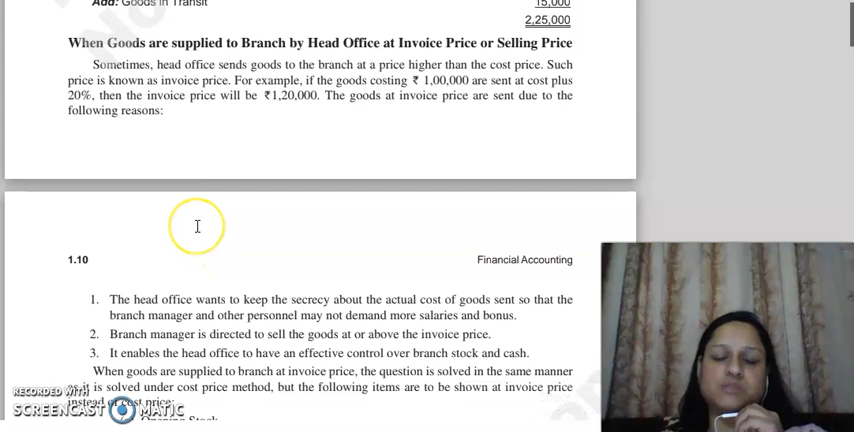 Add: Goods in Transit 15,000
2,25,000
When Goods are supplied to Branch by Head Office at Invoice Price or Selling Price
Sometimes, head office sends goods to the branch at a price higher than the cost price. Such
price is known as invoice price. For example, if the goods costing ₹ 1,00,000 are sent at cost plus
20%, then the invoice price will be ₹1,20,000. The goods at invoice price are sent due to the
following reasons:
1.10 Financial Accounting
1. The head office wants to keep the secrecy about the actual cost of goods sent so that the
branch manager and other personnel may not demand more salaries and bonus.
2. Branch manager is directed to sell the goods at or above the invoice price.
3. It enables the head office to have an effective control over branch stock and cash.
When goods are supplied to branch at invoice price, the question is solved in the same manner
as it is solved under cost price method, but the following items are to be shown at invoice price
instead of cost price:
Opening Stock
RECORDED WITH
SCREENCAST MATIC